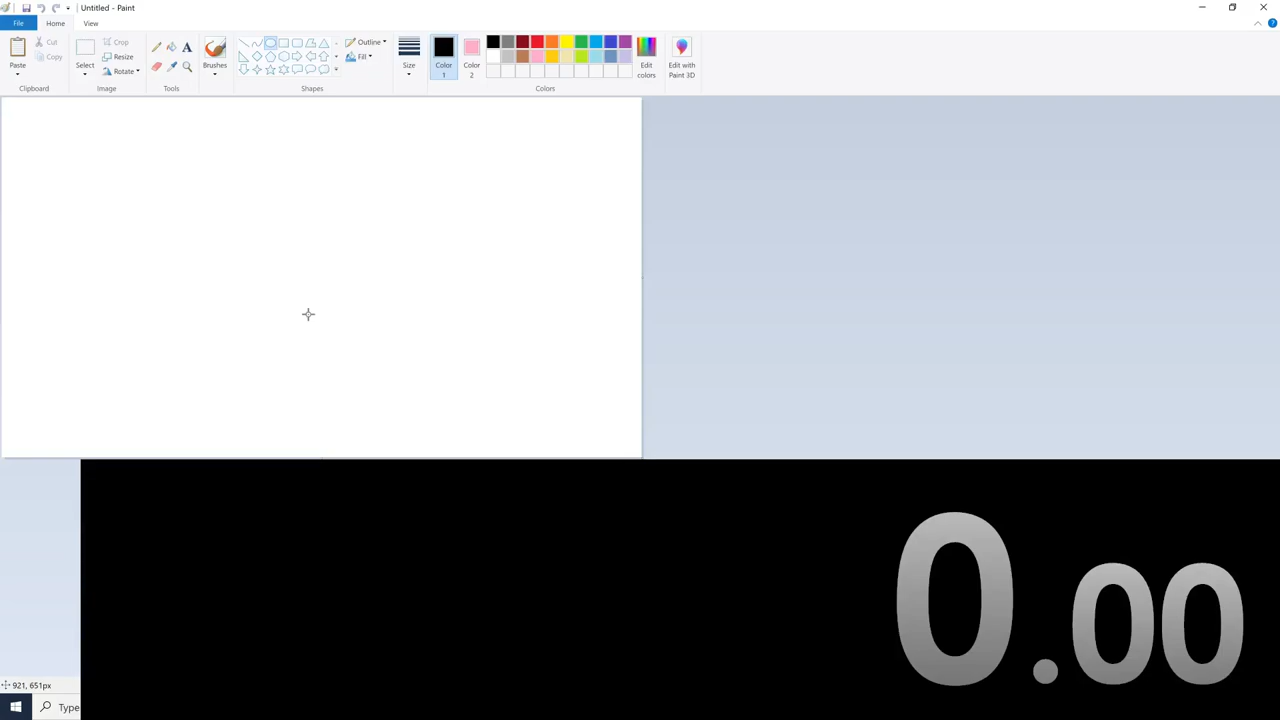 Untitled - Paint
File Home View
Paste
Cut
Copy
Clipboard
Select
Crop
Resize
Rotate
Image
A
Tools
Brushes
Outline
Fill
Shapes
Size
Color 1
Color 2
Edit colors
Colors
Edit with Paint 3D
0.00
921, 651px
Type